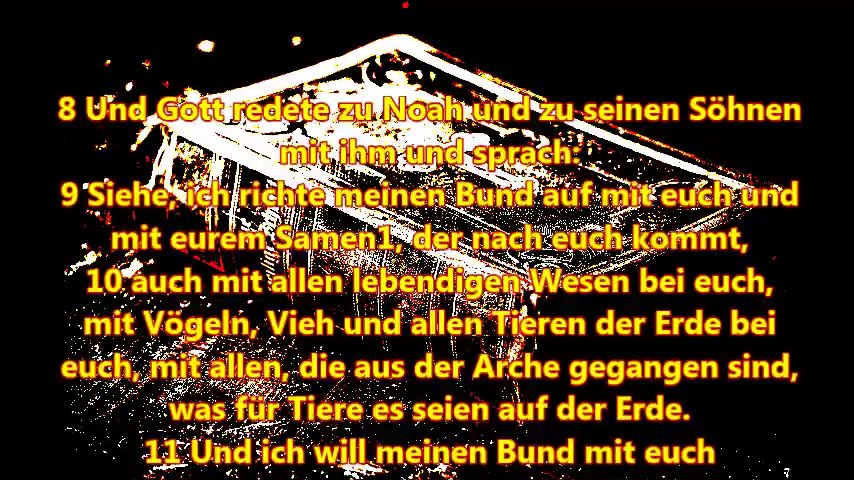 8 Und Gott redete zu Noah und zu seinen Söhnen
mit ihm und sprach:
9 Siehe, ich richte meinen Bund auf mit euch und
mit eurem Samen1, der nach euch kommt,
10 auch mit allen lebendigen Wesen bei euch,
mit Vögeln, Vieh und allen Tieren der Erde bei
euch, mit allen, die aus der Arche gegangen sind,
was für Tiere es seien auf der Erde.
11 Und ich will meinen Bund mit euch